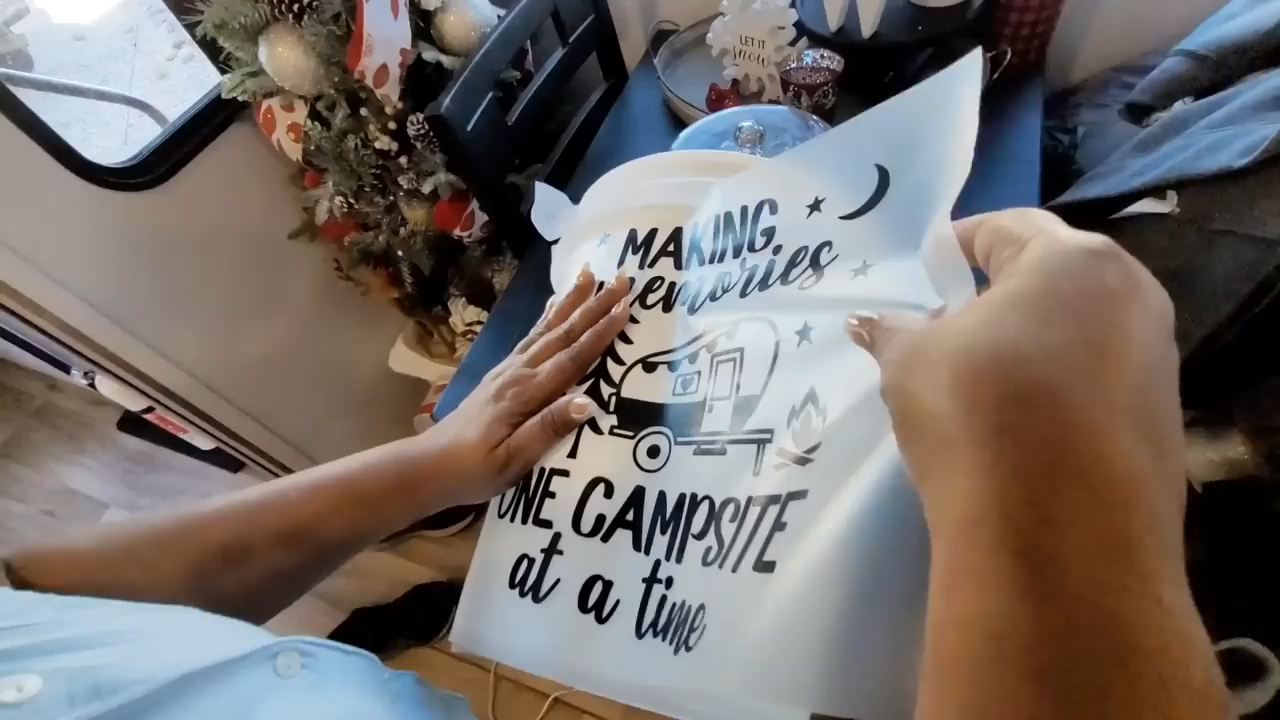 LET IT
snow
MAKING
memories
ONE CAMPSITE
at a time